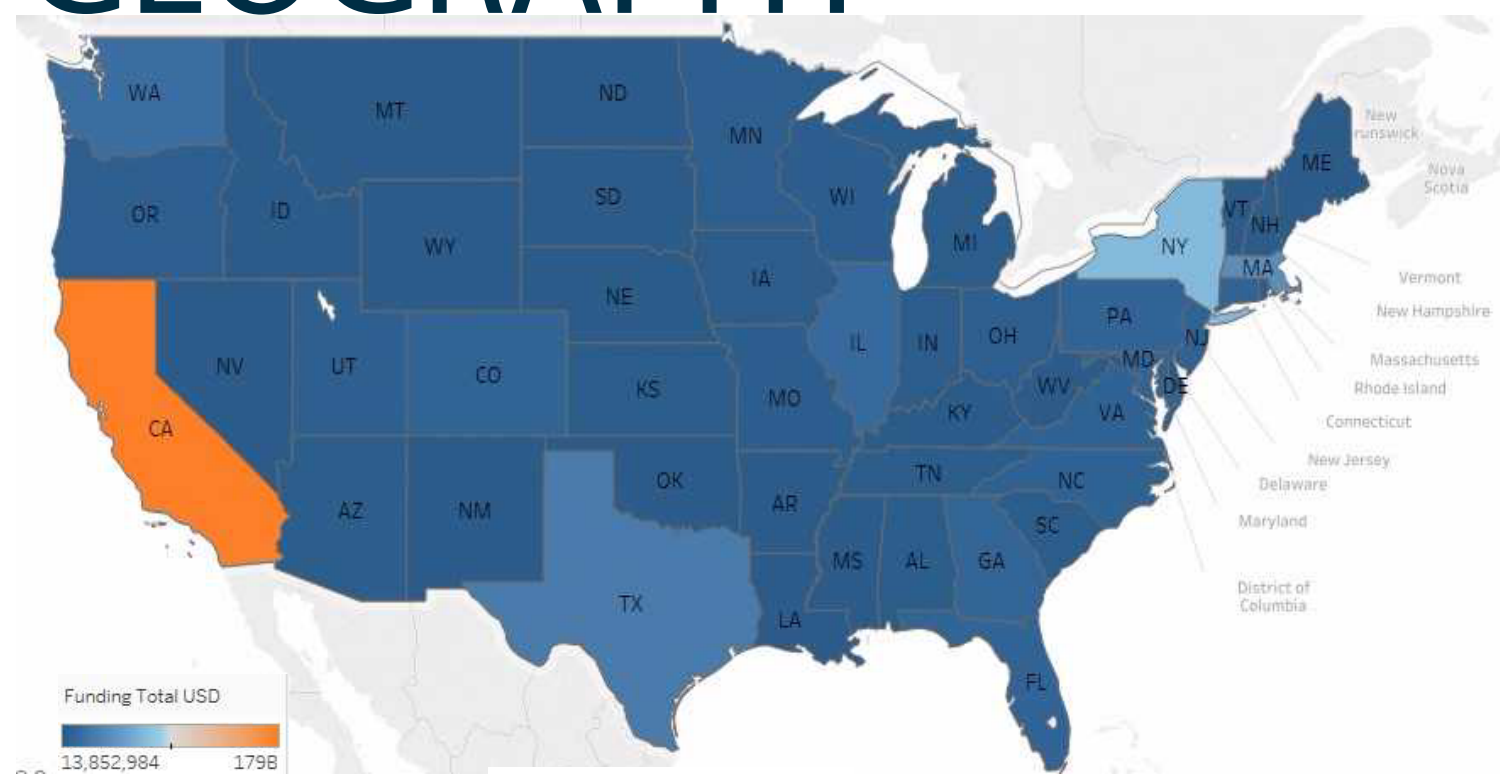 GEOGRAPHY
WA
MT
ND
MN
ME
New
runswick
Nova
Scotia
OR
ID
SD
WI
WY
MI
NY
VT
NH
MA
Vermont
New Hampshire
Massachusetts
Rhode Island
Connecticut
New Jersey
Delaware
Maryland
District of
Columbia
NE
IA
PA
NJ
NV
UT
CO
KS
MO
IL
IN
OH
WV
MD
DE
VA
KY
CA
AZ
NM
OK
AR
TN
NC
SC
MS
AL
GA
TX
LA
FL
Funding Total USD
13,852,984 179B